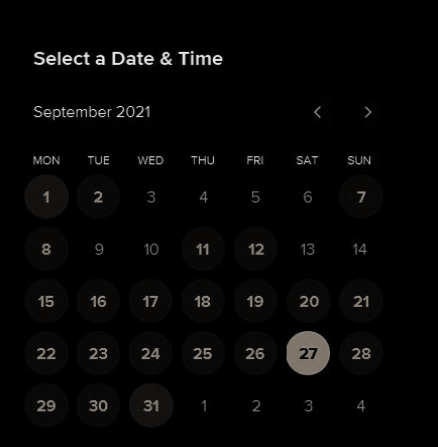 Select a Date & Time
September 2021
MON TUE WED THU FRI SAT SUN
1 2 3 4 5 6 7
8 9 10 11 12 13 14
15 16 17 18 19 20 21
22 23 24 25 26 27 28
29 30 31 1 2 3 4